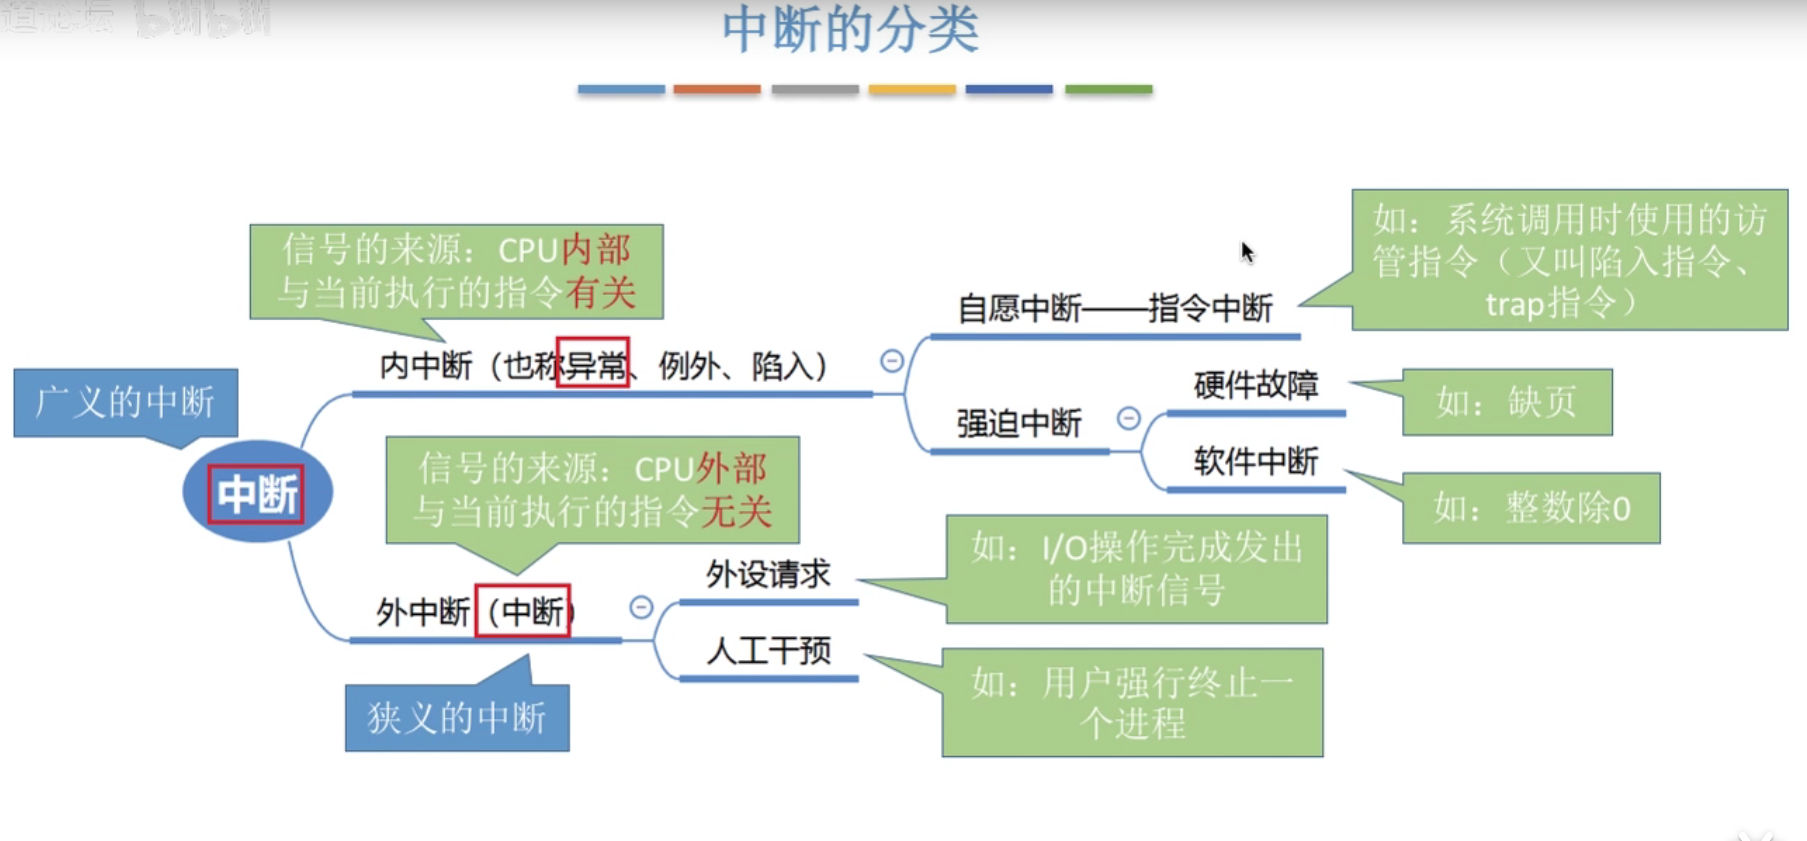 道论坛 bilibili
中断的分类
信号的来源：CPU内部
与当前执行的指令有关
内中断（也称异常、例外、陷入）
自愿中断——指令中断
如：系统调用时使用的访
管指令（又叫陷入指令、
trap指令）
强迫中断
硬件故障
如：缺页
软件中断
如：整数除0
广义的中断
中断
信号的来源：CPU外部
与当前执行的指令无关
外中断（中断）
狭义的中断
外设请求
如：I/O操作完成发出
的中断信号
人工干预
如：用户强行终止一
个进程